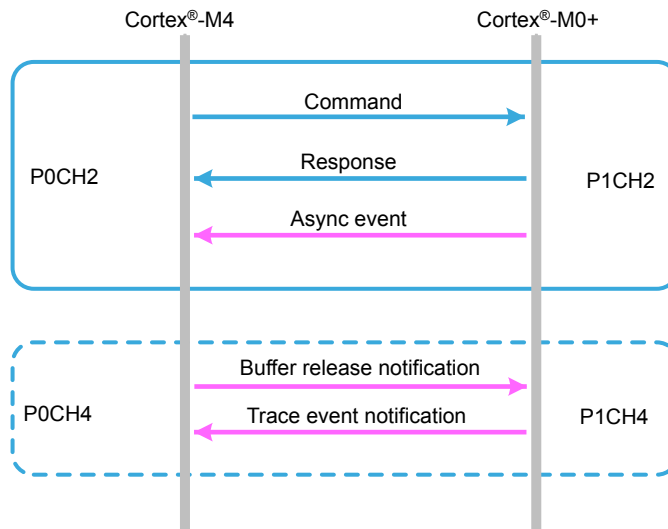 Cortex®-M4
Cortex®-M0+
Command
Response
P0CH2
P1CH2
Async event
Buffer release notification
P0CH4
Trace event notification
P1CH4